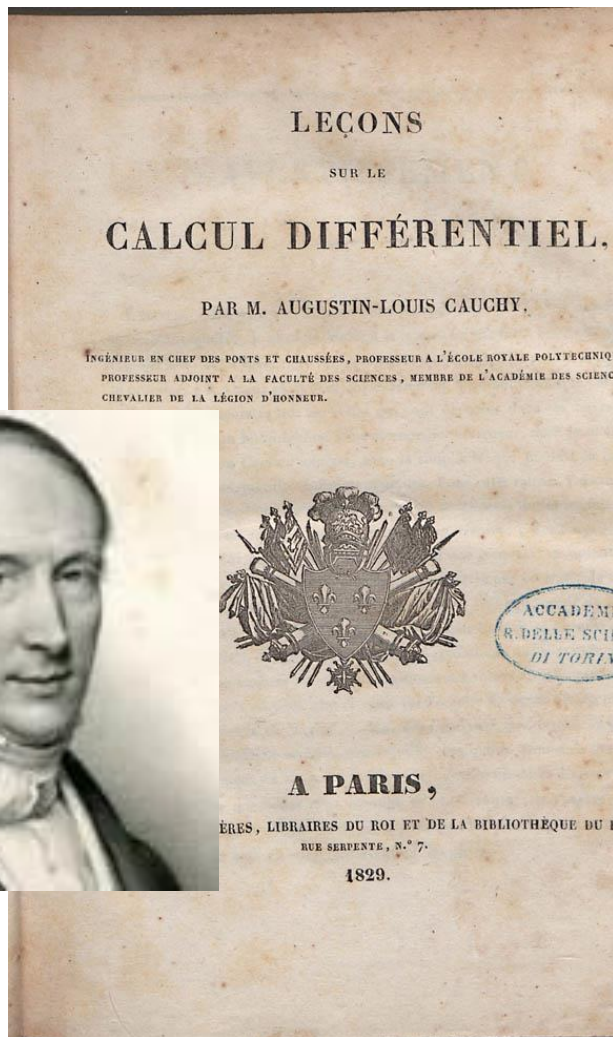 LEÇONS
SUR LE
CALCUL DIFFÉRENTIEL,
PAR M. AUGUSTIN-LOUIS CAUCHY,
INGÉNIEUR EN CHEF DES PONTS ET CHAUSSÉES, PROFESSEUR A L'ÉCOLE ROYALE POLYTECHNIQ
PROFESSEUR ADJOINT A LA FACULTÉ DES SCIENCES, MEMBRE DE L'ACADÉMIE DES SCIENC
CHEVALIER DE LA LÉGION D'HONNEUR.
ACCADEM
R. DELLE SCI
DI TORIN
A PARIS,
ÈRES, LIBRAIRES DU ROI ET DE LA BIBLIOTHÈQUE DU
RUE SERPENTE, N.º 7.
1829.